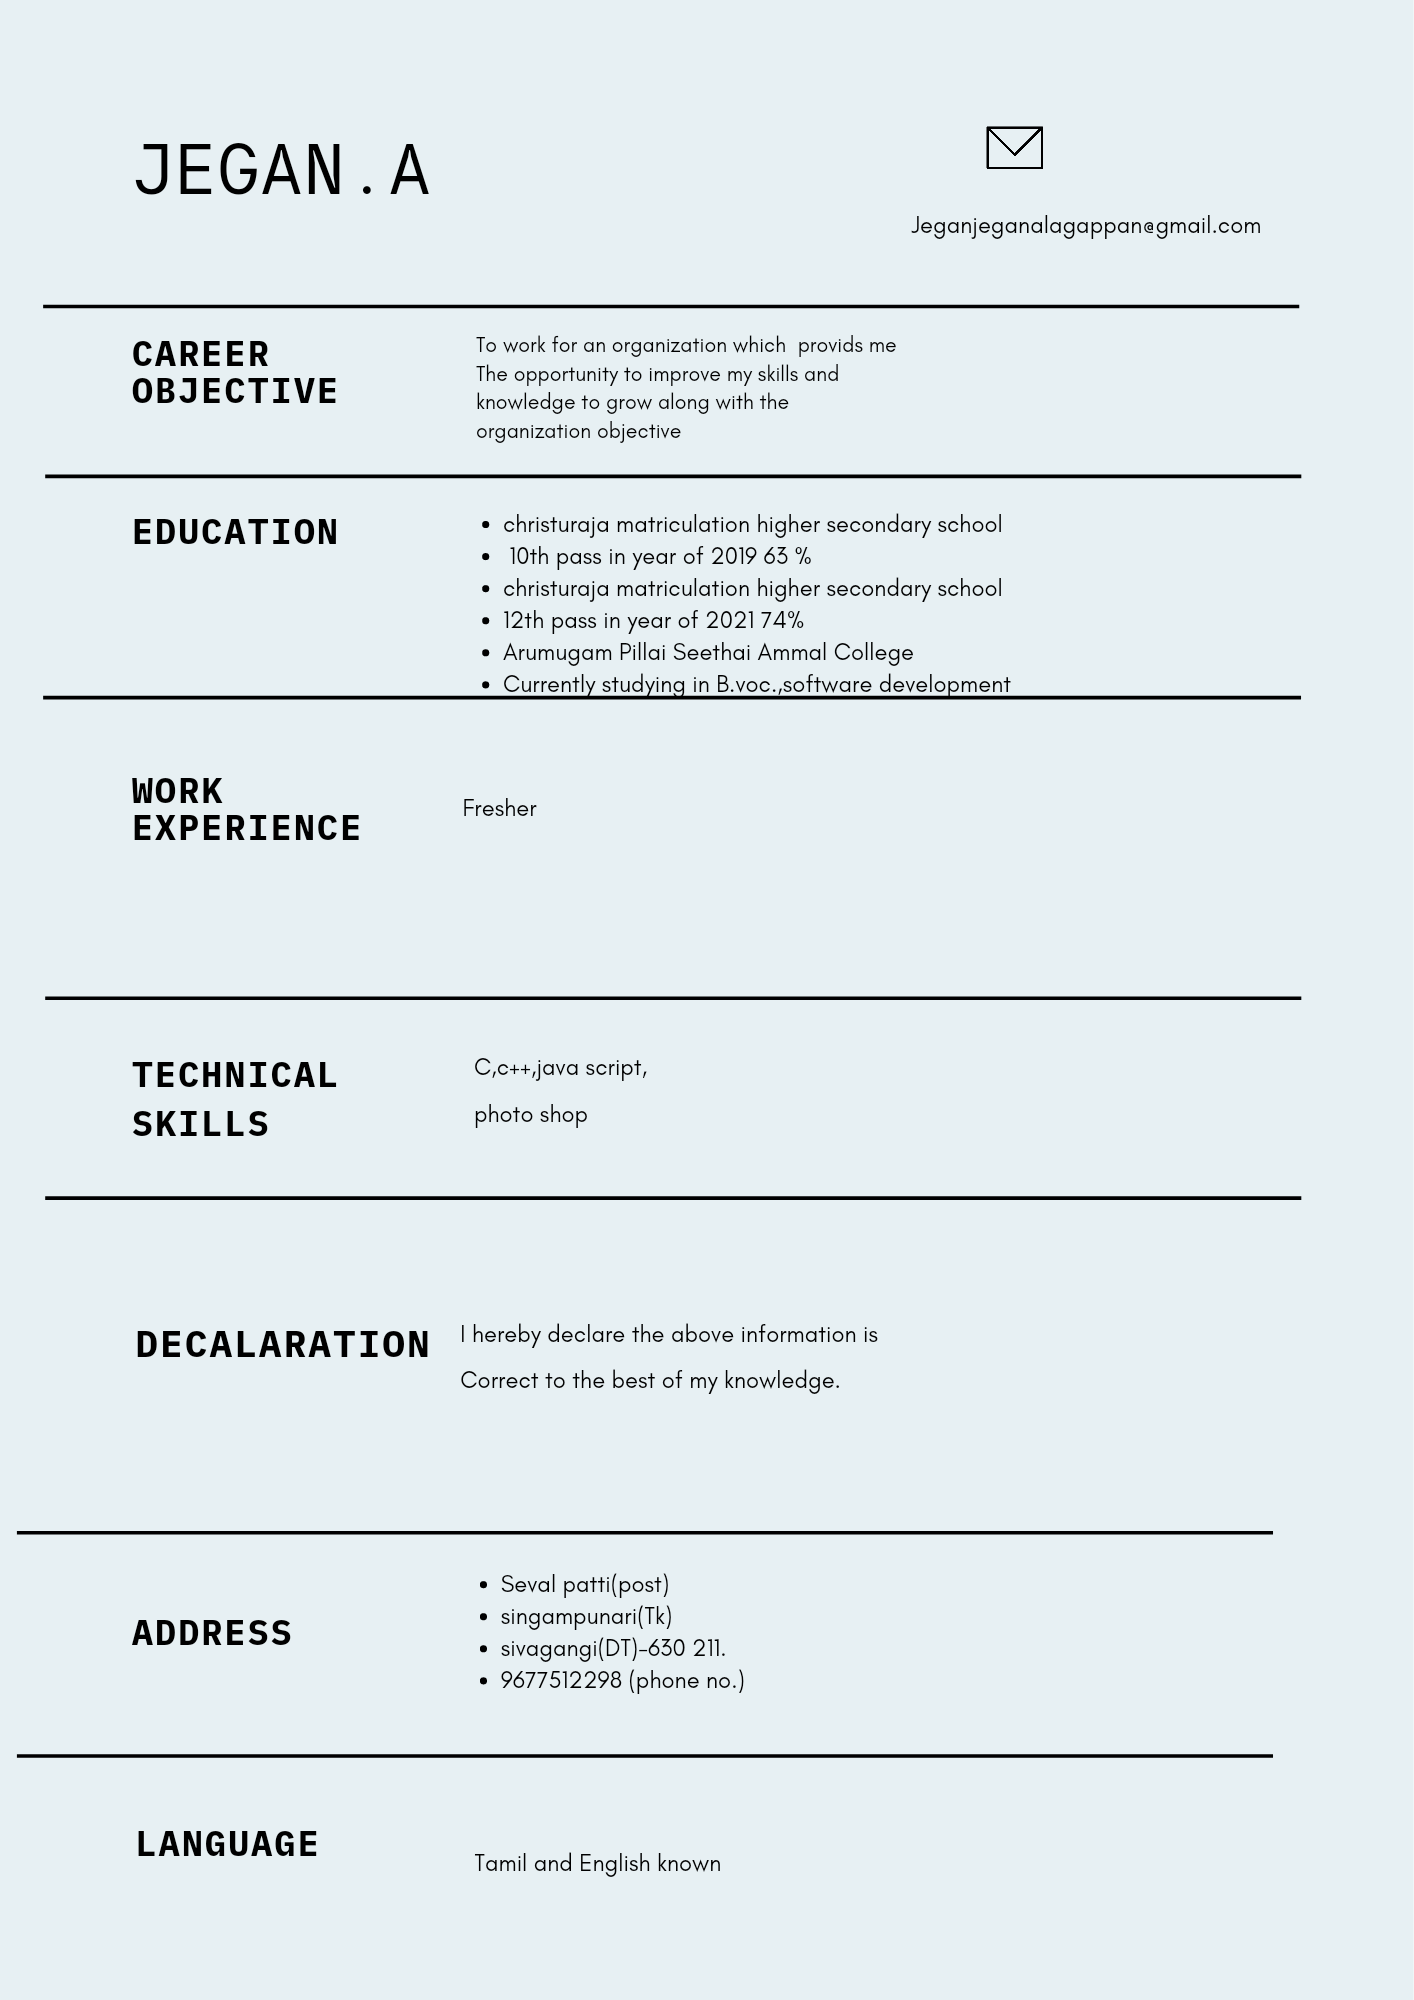 JEGAN.A
Jeganjeganalagappan@gmail.com
CAREER
OBJECTIVE
To work for an organization which  provids me
The opportunity to improve my skills and
knowledge to grow along with the
organization objective
EDUCATION
• christuraja matriculation higher secondary school
• 10th pass in year of 2019 63 %
• christuraja matriculation higher secondary school
• 12th pass in year of 2021 74%
• Arumugam Pillai Seethai Ammal College
• Currently studying in B.voc.,software development
WORK
EXPERIENCE
Fresher
TECHNICAL
SKILLS
C,c++,java script,
photo shop
DECALARATION
I hereby declare the above information is
Correct to the best of my knowledge.
ADDRESS
• Seval patti(post)
• singampunari(Tk)
• sivagangi(DT)-630 211.
• 9677512298 (phone no.)
LANGUAGE
Tamil and English known